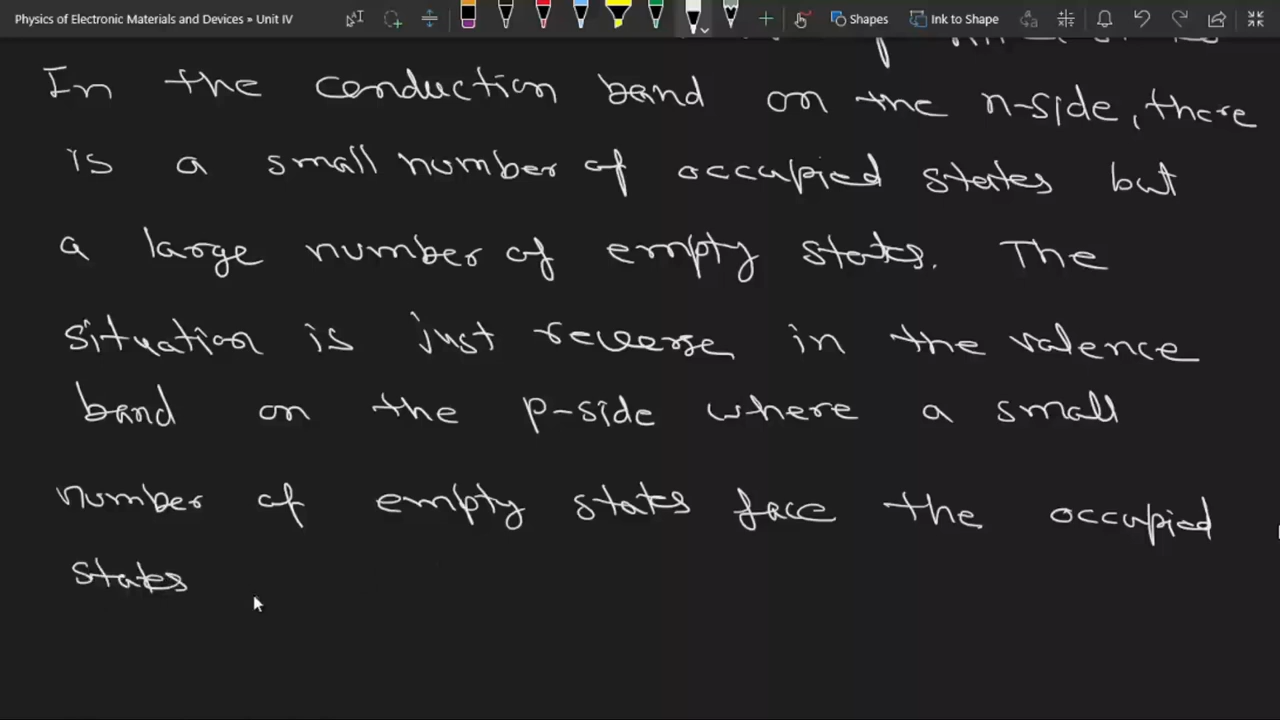 Physics of Electronic Materials and Devices » Unit IV
Shapes
Ink to Shape
In the conduction band on the n-side, there
is a small number of occupied states but
a large number of empty states. The
situation is just reverse in the valence
band on the p-side where a small
number of empty states face the occupied
states